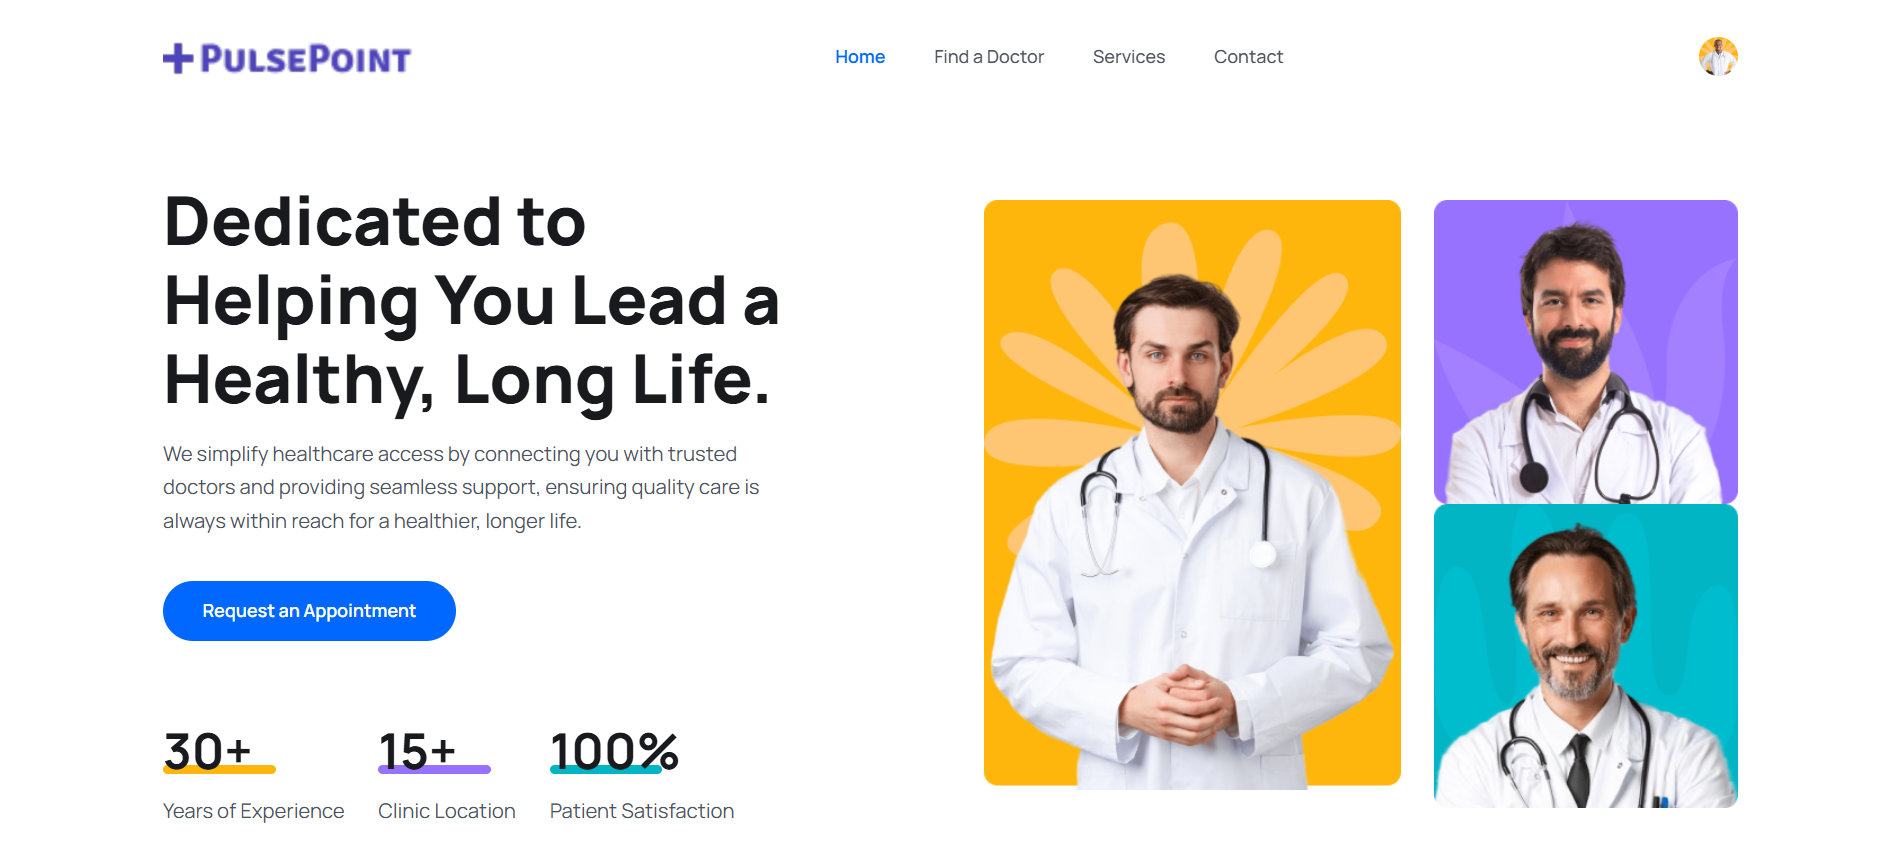 PULSEPOINT
Home
Find a Doctor
Services
Contact
Dedicated to
Helping You Lead a
Healthy, Long Life.
We simplify healthcare access by connecting you with trusted
doctors and providing seamless support, ensuring quality care is
always within reach for a healthier, longer life.
Request an Appointment
30+
Years of Experience
15+
Clinic Location
100%
Patient Satisfaction